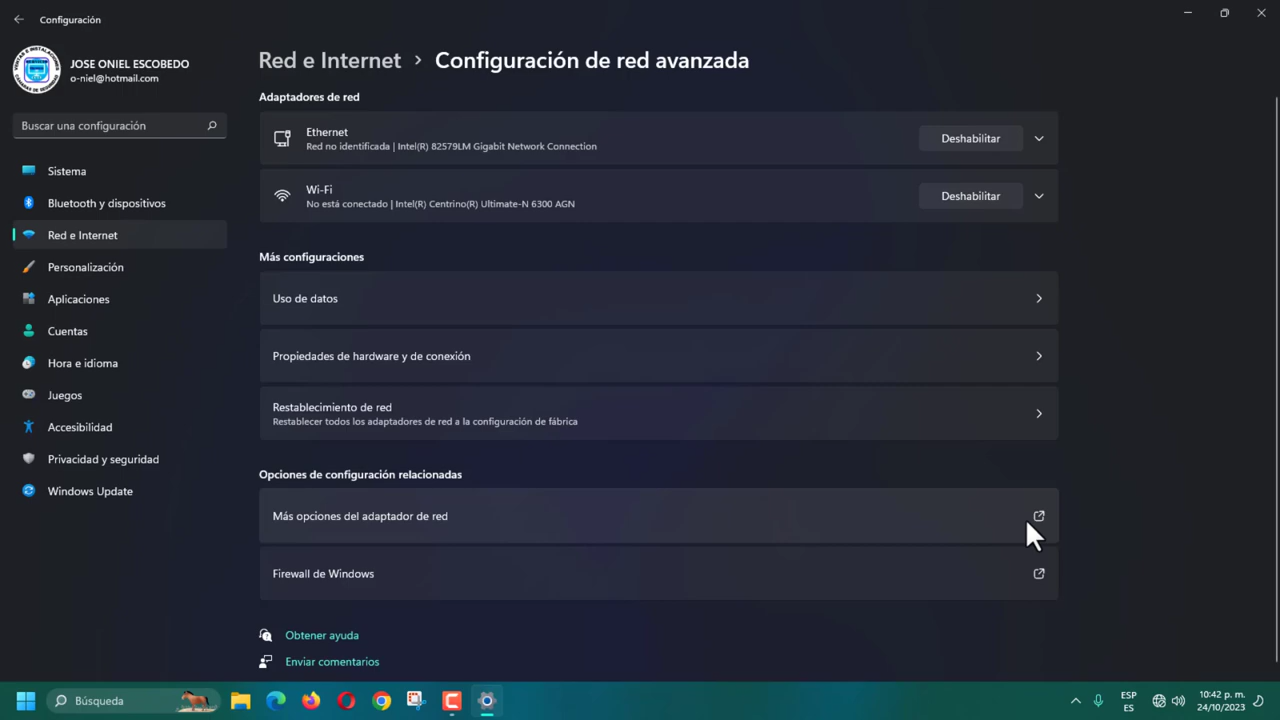 Configuración
JOSE ONIEL ESCOBEDO
o-niel@hotmail.com
Buscar una configuración
Sistema
Bluetooth y dispositivos
Red e Internet
Personalización
Aplicaciones
Cuentas
Hora e idioma
Juegos
Accesibilidad
Privacidad y seguridad
Windows Update
Red e Internet > Configuración de red avanzada
Adaptadores de red
Ethernet
Red no identificada | Intel(R) 82579LM Gigabit Network Connection
Deshabilitar
Wi-Fi
No está conectado | Intel(R) Centrino(R) Ultimate-N 6300 AGN
Deshabilitar
Más configuraciones
Uso de datos
Propiedades de hardware y de conexión
Restablecimiento de red
Restablecer todos los adaptadores de red a la configuración de fábrica
Opciones de configuración relacionadas
Más opciones del adaptador de red
Firewall de Windows
Obtener ayuda
Enviar comentarios
Búsqueda
ESP
ES
10:42 p. m.
24/10/2023